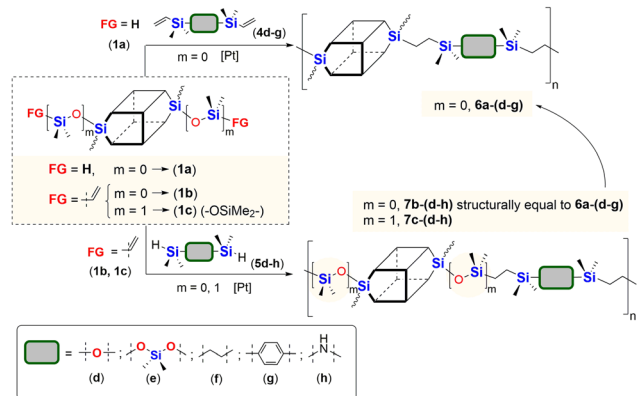 FG = H
(1a)
Si Si
(4d-g)
m = 0 [Pt]
Si Si Si Si
n
m = 0, 6a-(d-g)
FG Si O m Si Si O Si m FG
FG = H, m = 0 → (1a)
FG = m = 0 → (1b)
m = 1 → (1c) (-OSiMe2-)
m = 0, 7b-(d-h) structurally equal to 6a-(d-g)
m = 1, 7c-(d-h)
FG =
(1b, 1c)
H Si Si H
(5d-h)
m = 0, 1 [Pt]
Si O m Si Si O Si m Si Si
n
= O ; O Si O ; ; ; H N
(d) (e) (f) (g) (h)